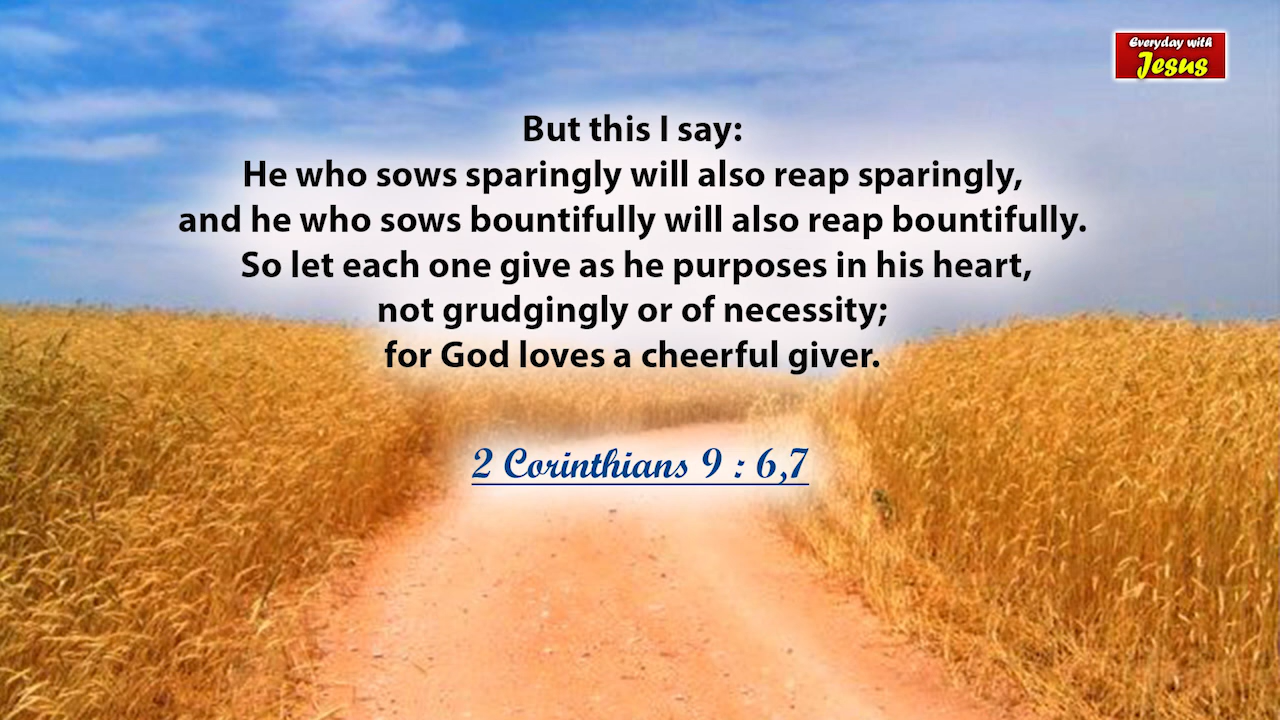 Everyday with
Jesus
But this I say:
He who sows sparingly will also reap sparingly,
and he who sows bountifully will also reap bountifully.
So let each one give as he purposes in his heart,
not grudgingly or of necessity;
for God loves a cheerful giver.
2 Corinthians 9 : 6,7